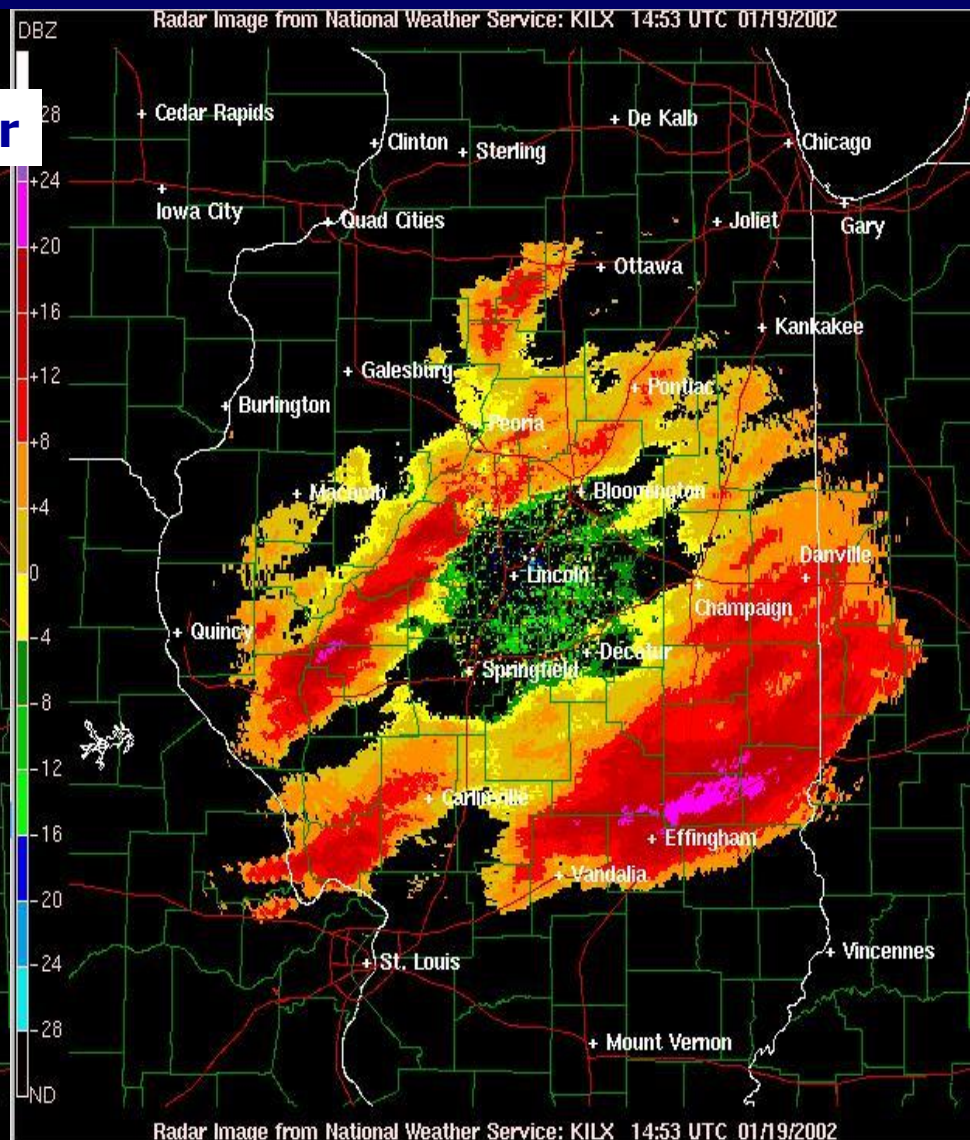 Radar Image from National Weather Service: KILX 14:53 UTC 01/19/2002
DBZ
28
r
+24
+20
+16
+12
+8
+4
0
-4
-8
-12
-16
-20
-24
-28
ND
Cedar Rapids
Clinton
Sterling
De Kalb
Chicago
Iowa City
Quad Cities
Joliet
Gary
Ottawa
Kankakee
Galesburg
Pontiac
Burlington
Peoria
Macomb
Bloomington
Danville
Lincoln
Champaign
Quincy
Decatur
Springfield
Carlinville
Effingham
Vandalia
Vincennes
St. Louis
Mount Vernon
Radar Image from National Weather Service: KILX 14:53 UTC 01/19/2002